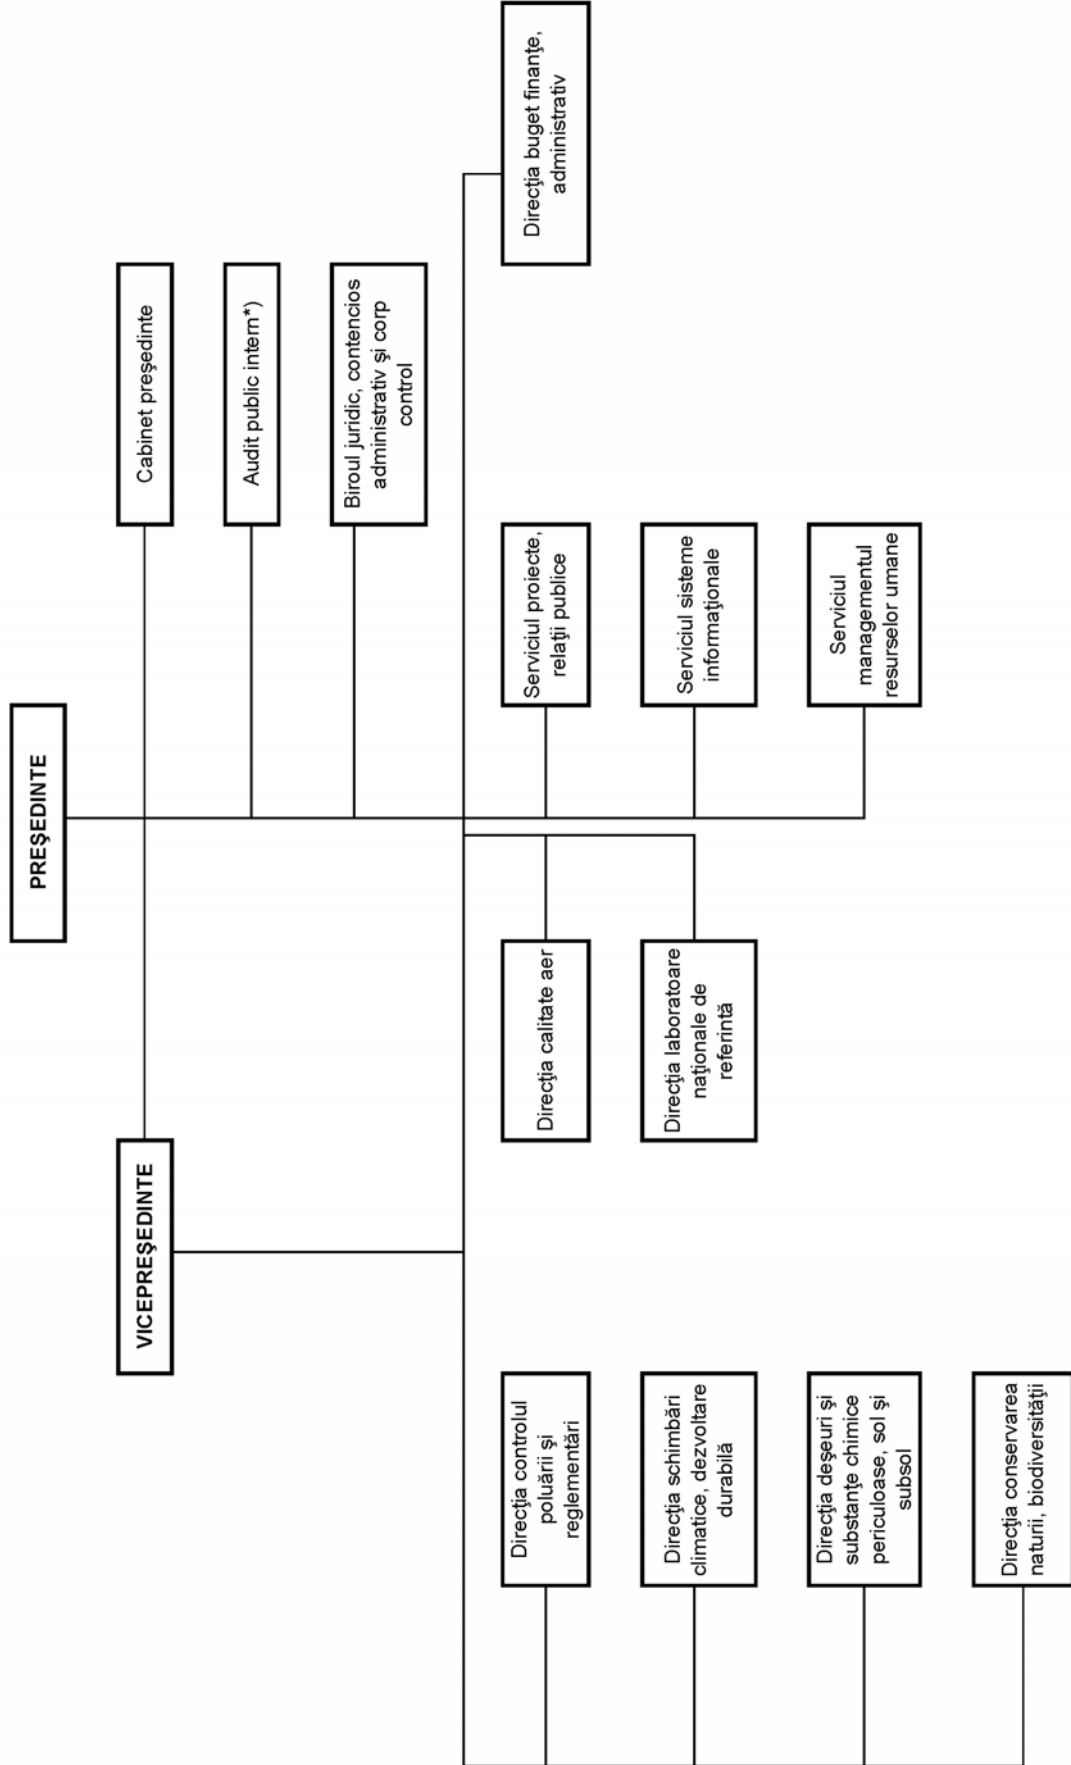 PREŞEDINTE
VICEPREŞEDINTE
Cabinet preşedinte
Audit public intern*)
Biroul juridic, contencios
administrativ şi corp
control
Direcţia controlul
poluării şi
reglementări
Direcţia schimbări
climatice, dezvoltare
durabilă
Direcţia deşeuri şi
substanţe chimice
periculoase, sol şi
subsol
Direcţia conservarea
naturii, biodiversităţii
Direcţia calitate aer
Direcţia laboratoare
naţionale de
referintă
Serviciul proiecte,
relaţii publice
Serviciul sisteme
informaţionale
Serviciul
managementul
resurselor umane
Direcţia buget finanţe,
administrativ